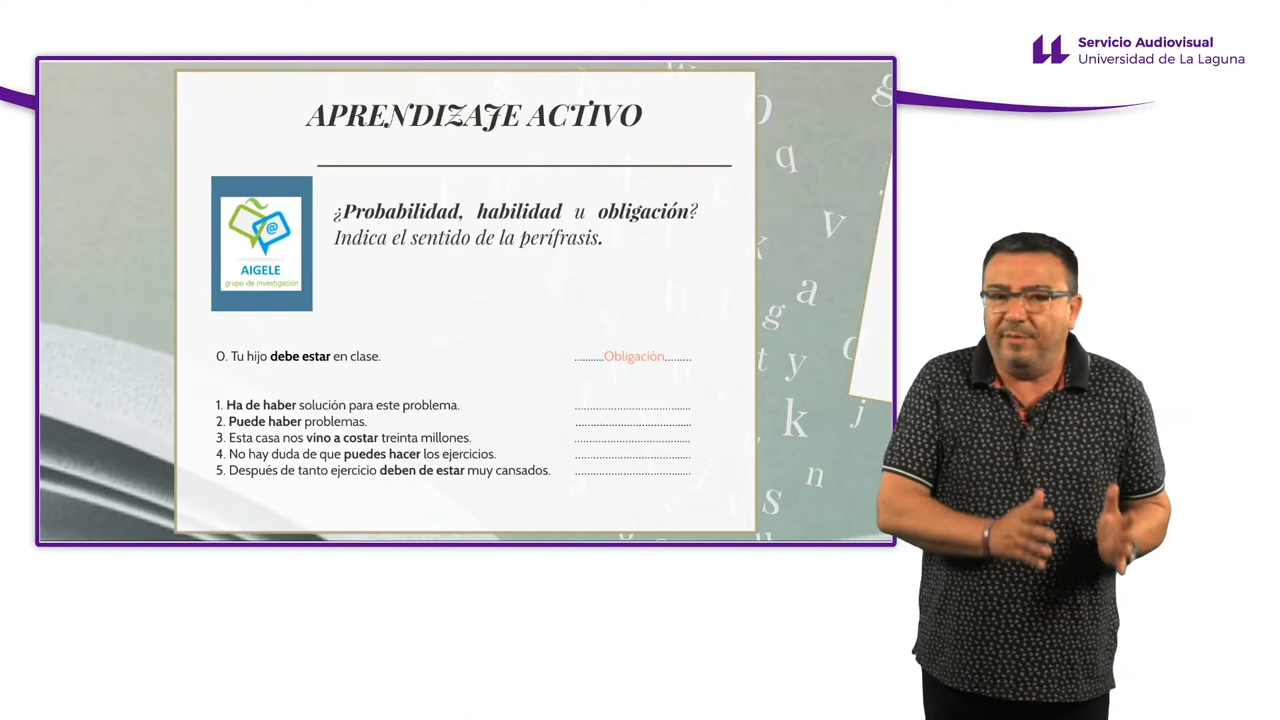 Servicio Audiovisual
Universidad de La Laguna
APRENDIZAJE ACTIVO
¿Probabilidad, habilidad u obligación?
Indica el sentido de la perífrasis.
@
AIGELE
grupo de investigación
0. Tu hijo debe estar en clase. ..........Obligación.........
1. Ha de haber solución para este problema. ....................................
2. Puede haber problemas. ....................................
3. Esta casa nos vino a costar treinta millones. ....................................
4. No hay duda de que puedes hacer los ejercicios. ....................................
5. Después de tanto ejercicio deben de estar muy cansados. ....................................